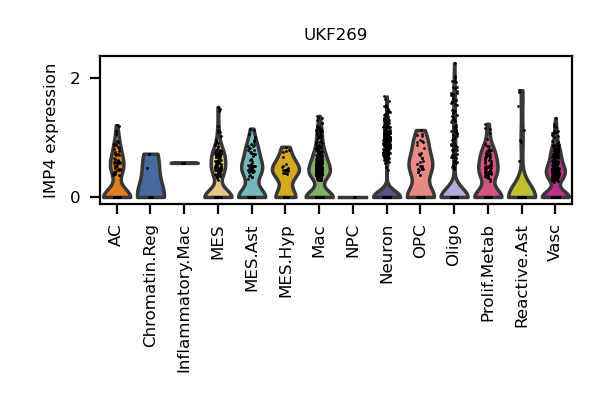 UKF269
IMP4 expression
2
0
AC
Chromatin.Reg
Inflammatory.Mac
MES
MES.Ast
MES.Hyp
Mac
NPC
Neuron
OPC
Oligo
Prolif.Metab
Reactive.Ast
Vasc